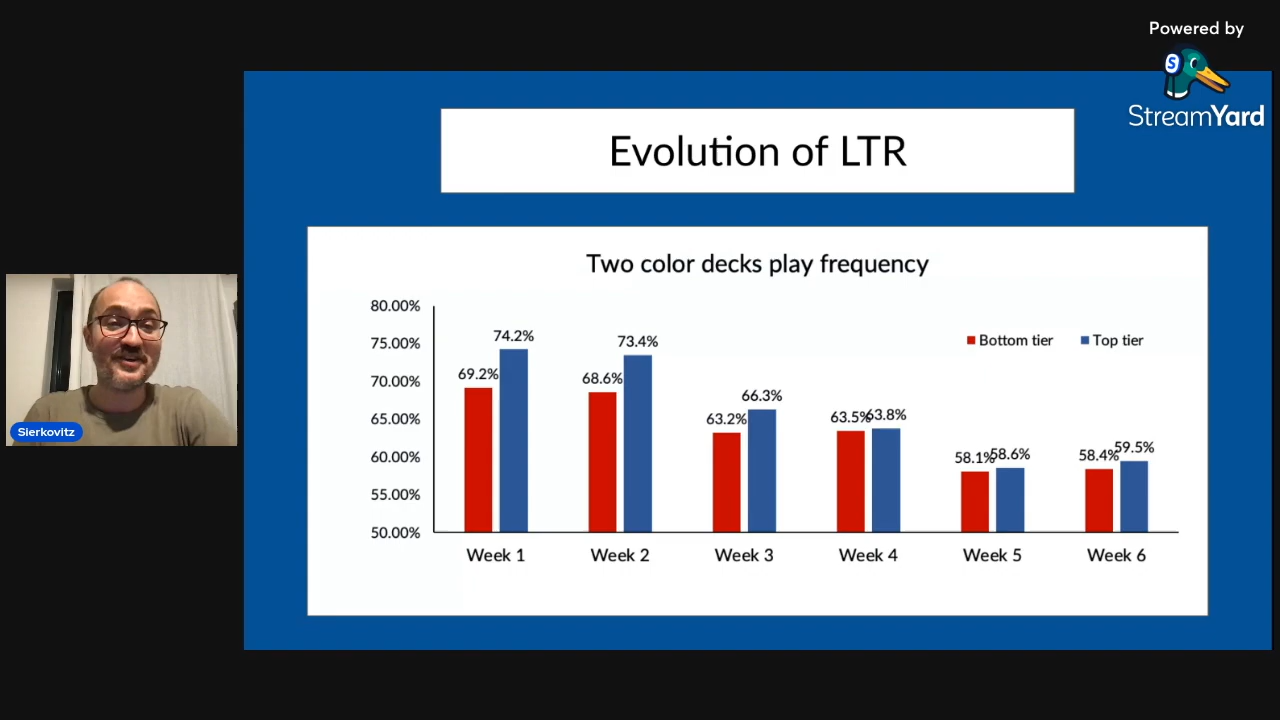 Powered by
S
StreamYard
Evolution of LTR
Two color decks play frequency
80.00%
75.00%
70.00%
65.00%
60.00%
55.00%
50.00%
Bottom tier
Top tier
69.2%
74.2%
68.6%
73.4%
63.2%
66.3%
63.5%
63.8%
58.1%
58.6%
58.4%
59.5%
Week 1
Week 2
Week 3
Week 4
Week 5
Week 6
Sierkovitz